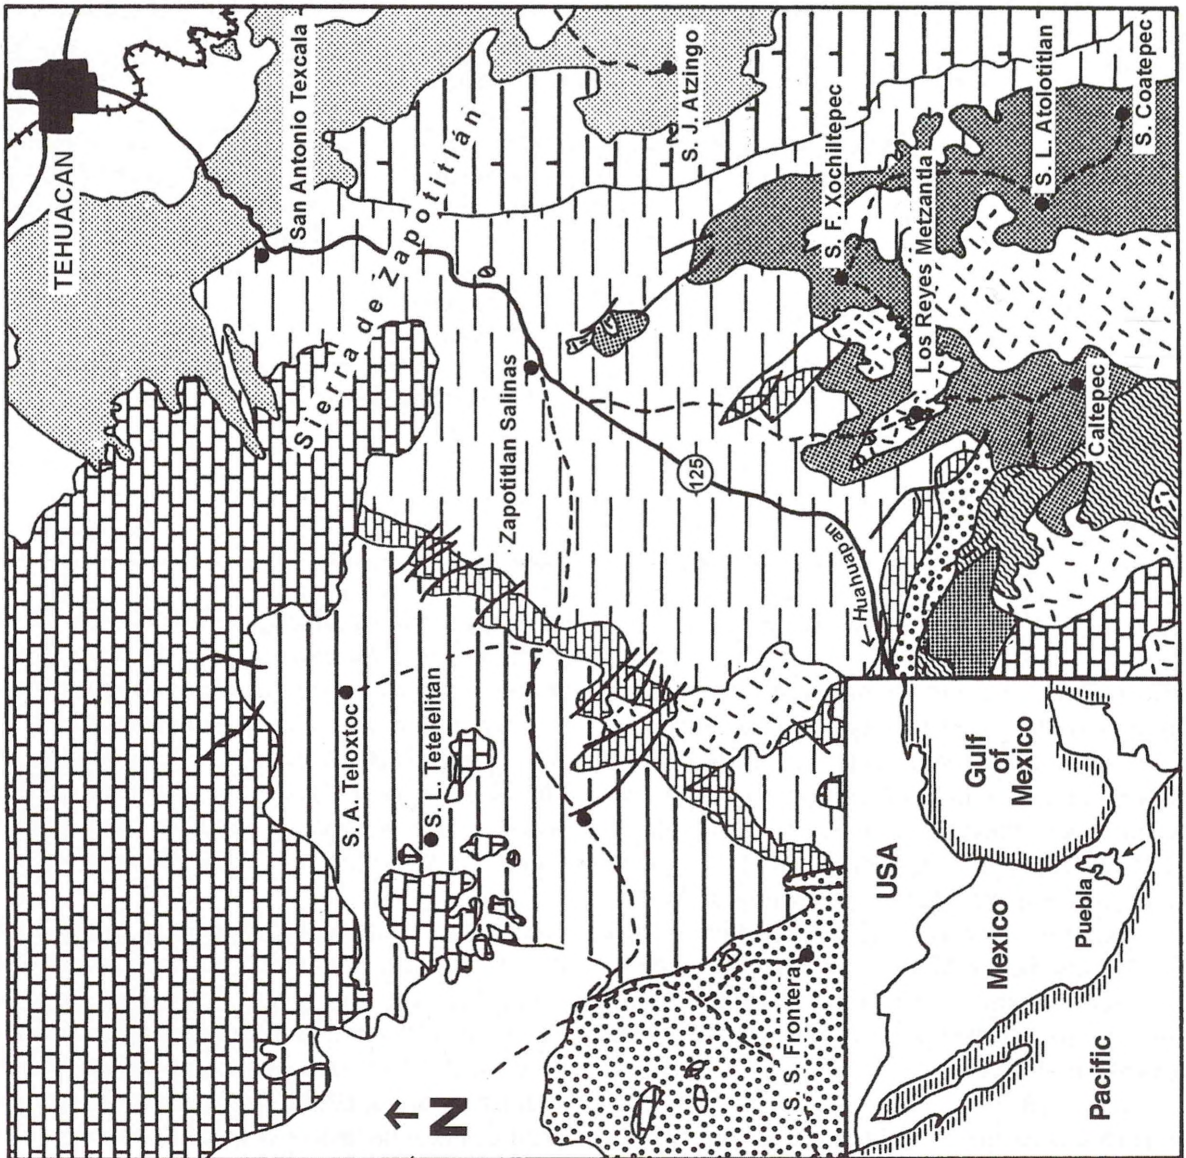 TEHUACAN
San Antonio Texcala
Sierra de Zapotitlán
S. J. Atzingo
S. F. Xochiltepec
Los Reyes Metzantla
S. L. Atolotitlan
S. Coatepec
Zapotitlan Salinas
125
Caltepec
Huahuapan
S. A. Teloxtoc
S. L. Tetelelitan
S. S. Frontera
N
USA
Gulf
of
Mexico
Mexico
Puebla
Pacific